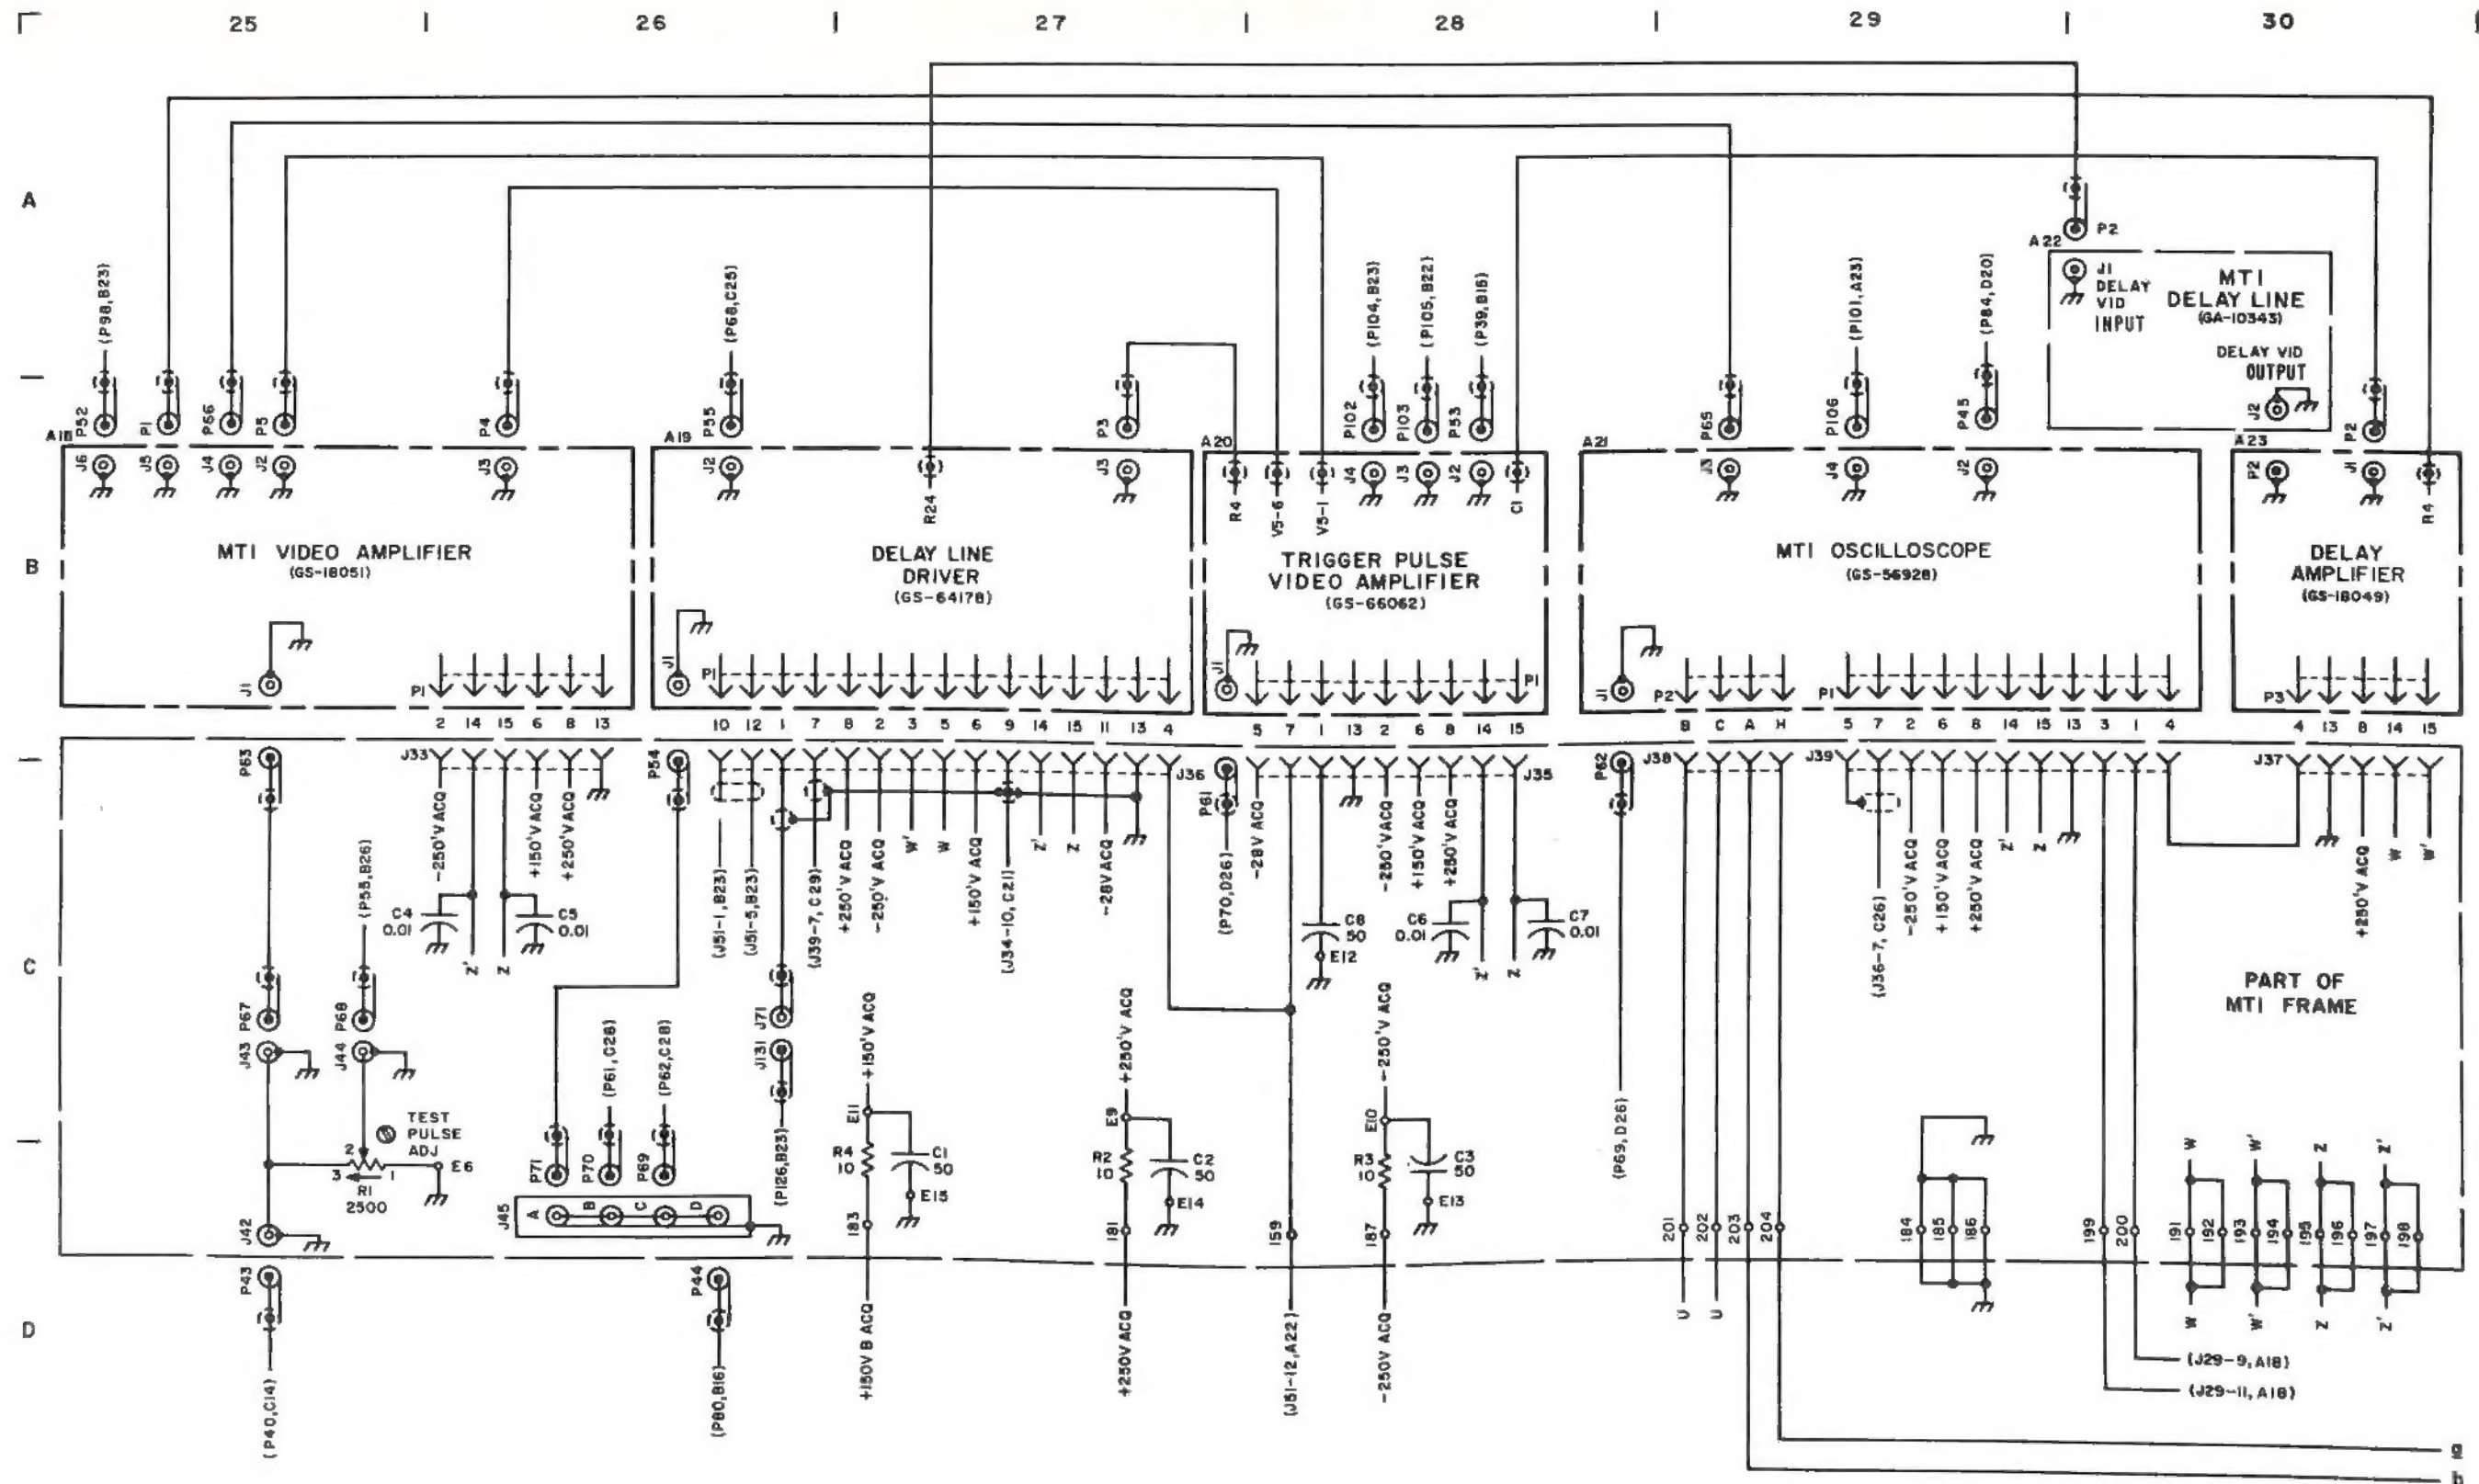 25 26 27 28 29 30
A
B
C
D
(P98,B23)
(P68,C25)
(P104,B23)
(P105,B22)
(P39,B16)
(P101,A23)
(P84,D20)
P2
A22
J1
DELAY
VID
INPUT
MTI
DELAY LINE
(GA-10343)
DELAY VID
OUTPUT
J2
A18 P52 P1 P66 P5 P4
A19 P55 P3
A20 P102 P103 P53
A21 P65 P106 P45
A23 P2
J6 J5 J4 J2 J3
J2 R24 J3
R4 V5-6 V5-1 J4 J3 J2 C1
J3 J4 J2
P2 J1 R4
MTI VIDEO AMPLIFIER
(GS-18051)
DELAY LINE
DRIVER
(GS-64178)
TRIGGER PULSE
VIDEO AMPLIFIER
(GS-66062)
MTI OSCILLOSCOPE
(GS-56928)
DELAY
AMPLIFIER
(GS-18049)
J1 P1
J1 P1
J1 P1
J1 P2 P1
P3
2 14 15 6 8 13
10 12 1 7 8 2 3 5 6 9 14 15 11 13 4
5 7 1 13 2 6 8 14 15
B C A H
5 7 2 6 8 14 15 13 3 1 4
4 13 8 14 15
P63 J33 P54 J36 P61 J35 P62 J38 J39 J37
-250'V ACQ
Z'
Z
+150'V ACQ
+250'V ACQ
C4
0.01
C5
0.01
(P55,B26)
(J51-1,B23)
(J51-5,B23)
(J39-7,C29)
+250'V ACQ
-250'V ACQ
W'
W
+150'V ACQ
(J34-10,C21)
Z'
Z
-28V ACQ
(P70,D26)
-28V ACQ
C8
50
E12
-250'V ACQ
+150'V ACQ
+250'V ACQ
C6
0.01
C7
0.01
Z'
Z
(J36-7,C26)
-250'V ACQ
+150'V ACQ
+250'V ACQ
Z'
Z
+250'V ACQ
W
W'
PART OF
MTI FRAME
P67 P68
J43 J44
TEST
PULSE
ADJ
2
3 1
R1
2500
E6
J42
P43
(P40,C14)
P71 P70 P69
(P61,C28)
(P62,C28)
J45 A B C D
P44
(P80,B16)
J71
J131
(P126,B23)
+150'V ACQ
E11
R4
10
C1
50
E15
183
+150V B ACQ
+250'V ACQ
E9
R2
10
C2
50
E14
181
+250V ACQ
159
(J51-12,A22)
-250'V ACQ
E10
R3
10
C3
50
E13
187
-250V ACQ
(P69,D26)
201 202 203 204
U U
184 185 186
199 200
W W' Z Z'
191 192 193 194 195 196 197 198
W W' Z Z'
(J29-9,A18)
(J29-11,A18)
b